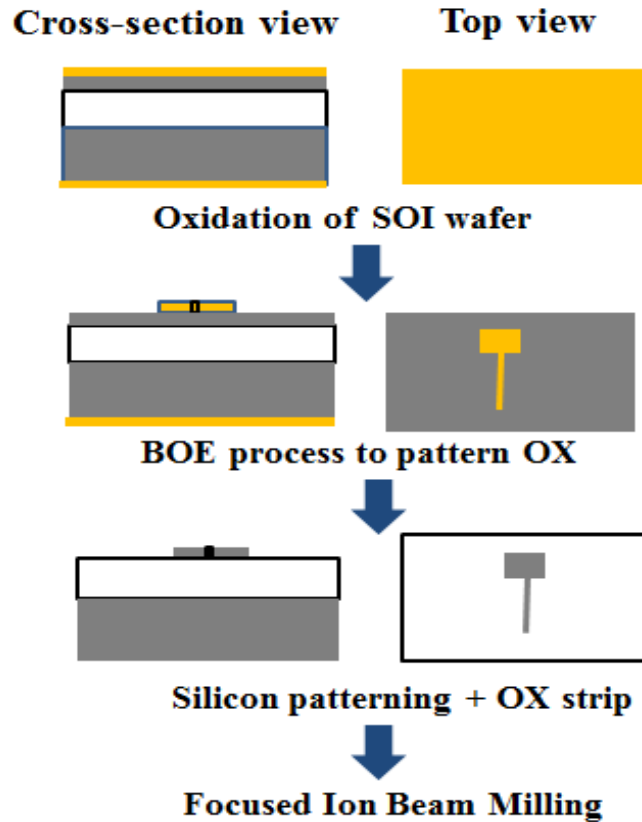 Cross-section view
Top view
Oxidation of SOI wafer
BOE process to pattern OX
Silicon patterning + OX strip
Focused Ion Beam Milling